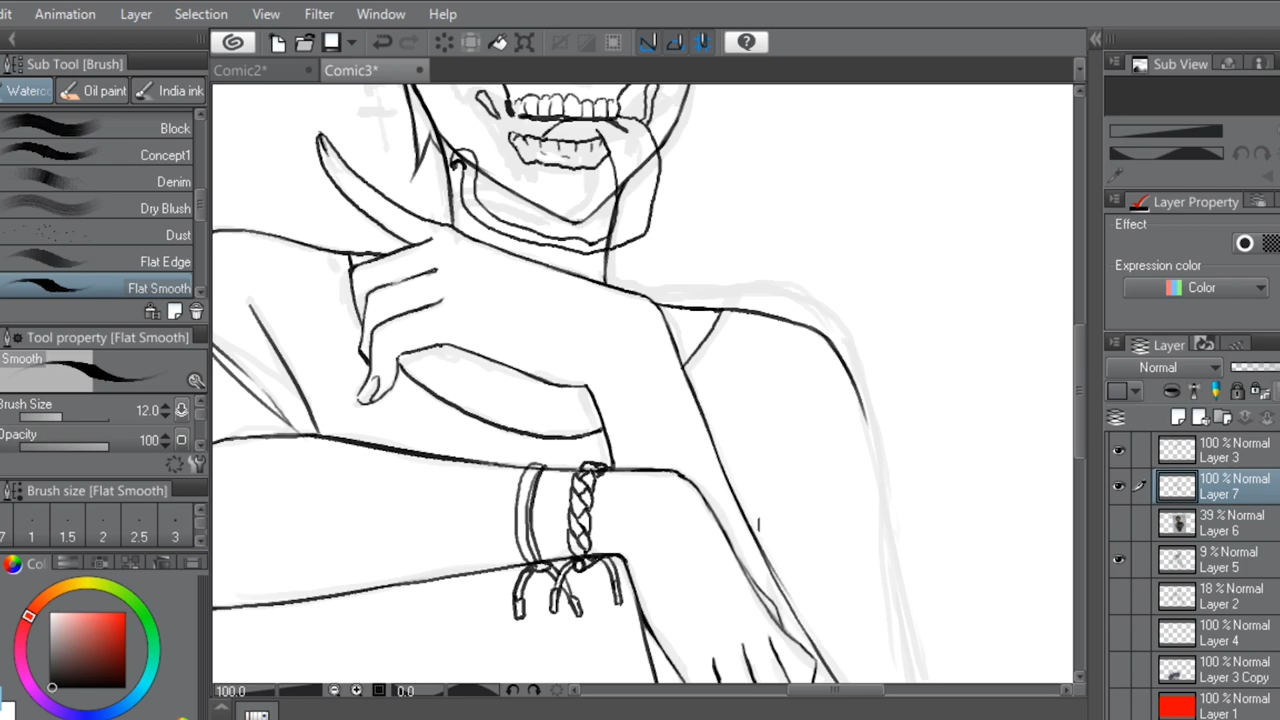 dit Animation Layer Selection View Filter Window Help
Sub Tool [Brush]
Waterc Oil paint India ink
Block
Concept1
Denim
Dry Blush
Dust
Flat Edge
Flat Smooth
Tool property [Flat Smooth]
Smooth
Brush Size 12.0
Opacity 100
Brush size [Flat Smooth]
7 1 1.5 2 2.5 3
Col
Comic2* Comic3*
100.0 0.0
Sub View
Layer Property
Effect
Expression color
Color
Layer
Normal
100 % Normal
Layer 3
100 % Normal
Layer 7
39 % Normal
Layer 6
9 % Normal
Layer 5
18 % Normal
Layer 2
100 % Normal
Layer 4
100 % Normal
Layer 3 Copy
100 % Normal
Layer 1